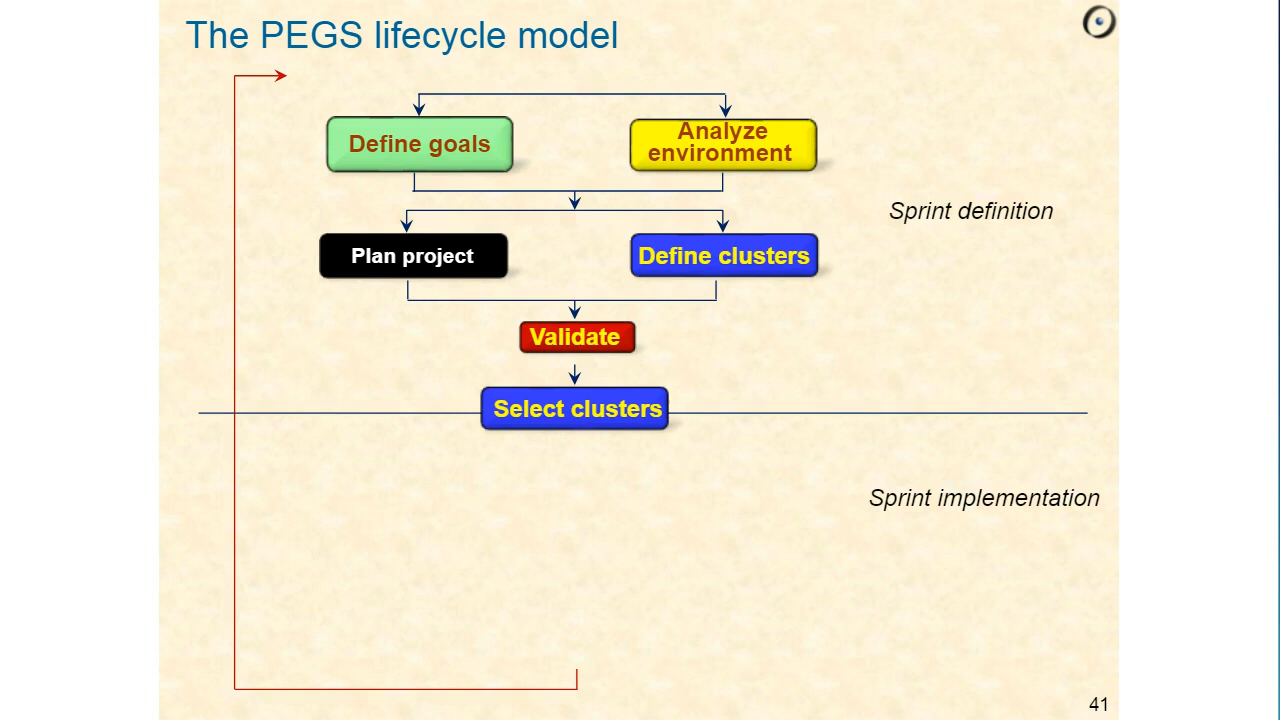 The PEGS lifecycle model
Define goals
Analyze
environment
Sprint definition
Plan project
Define clusters
Validate
Select clusters
Sprint implementation
41